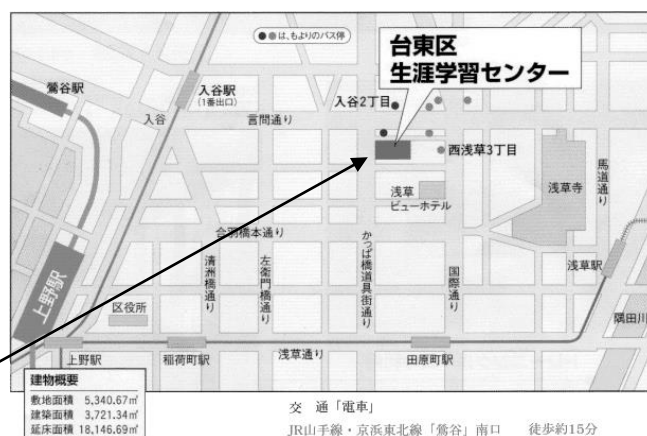 ●●は、もよりのバス停
台東区
生涯学習センター
鶯谷駅
入谷駅
(1番出口)
入谷2丁目
入谷
言問通り
西浅草3丁目
馬道通り
浅草
ビューホテル
浅草寺
合羽橋本通り
かっぱ橋道具街通り
清洲橋通り
左衛門橋通り
国際通り
浅草駅
上野駅
区役所
隅田川
上野駅
稲荷町駅
浅草通り
田原町駅
建物概要
敷地面積 5,340.67㎡
建築面積 3,721.34㎡
延床面積 18,146.69㎡
交 通「電車」
JR山手線・京浜東北線「鶯谷」南口 徒歩約15分